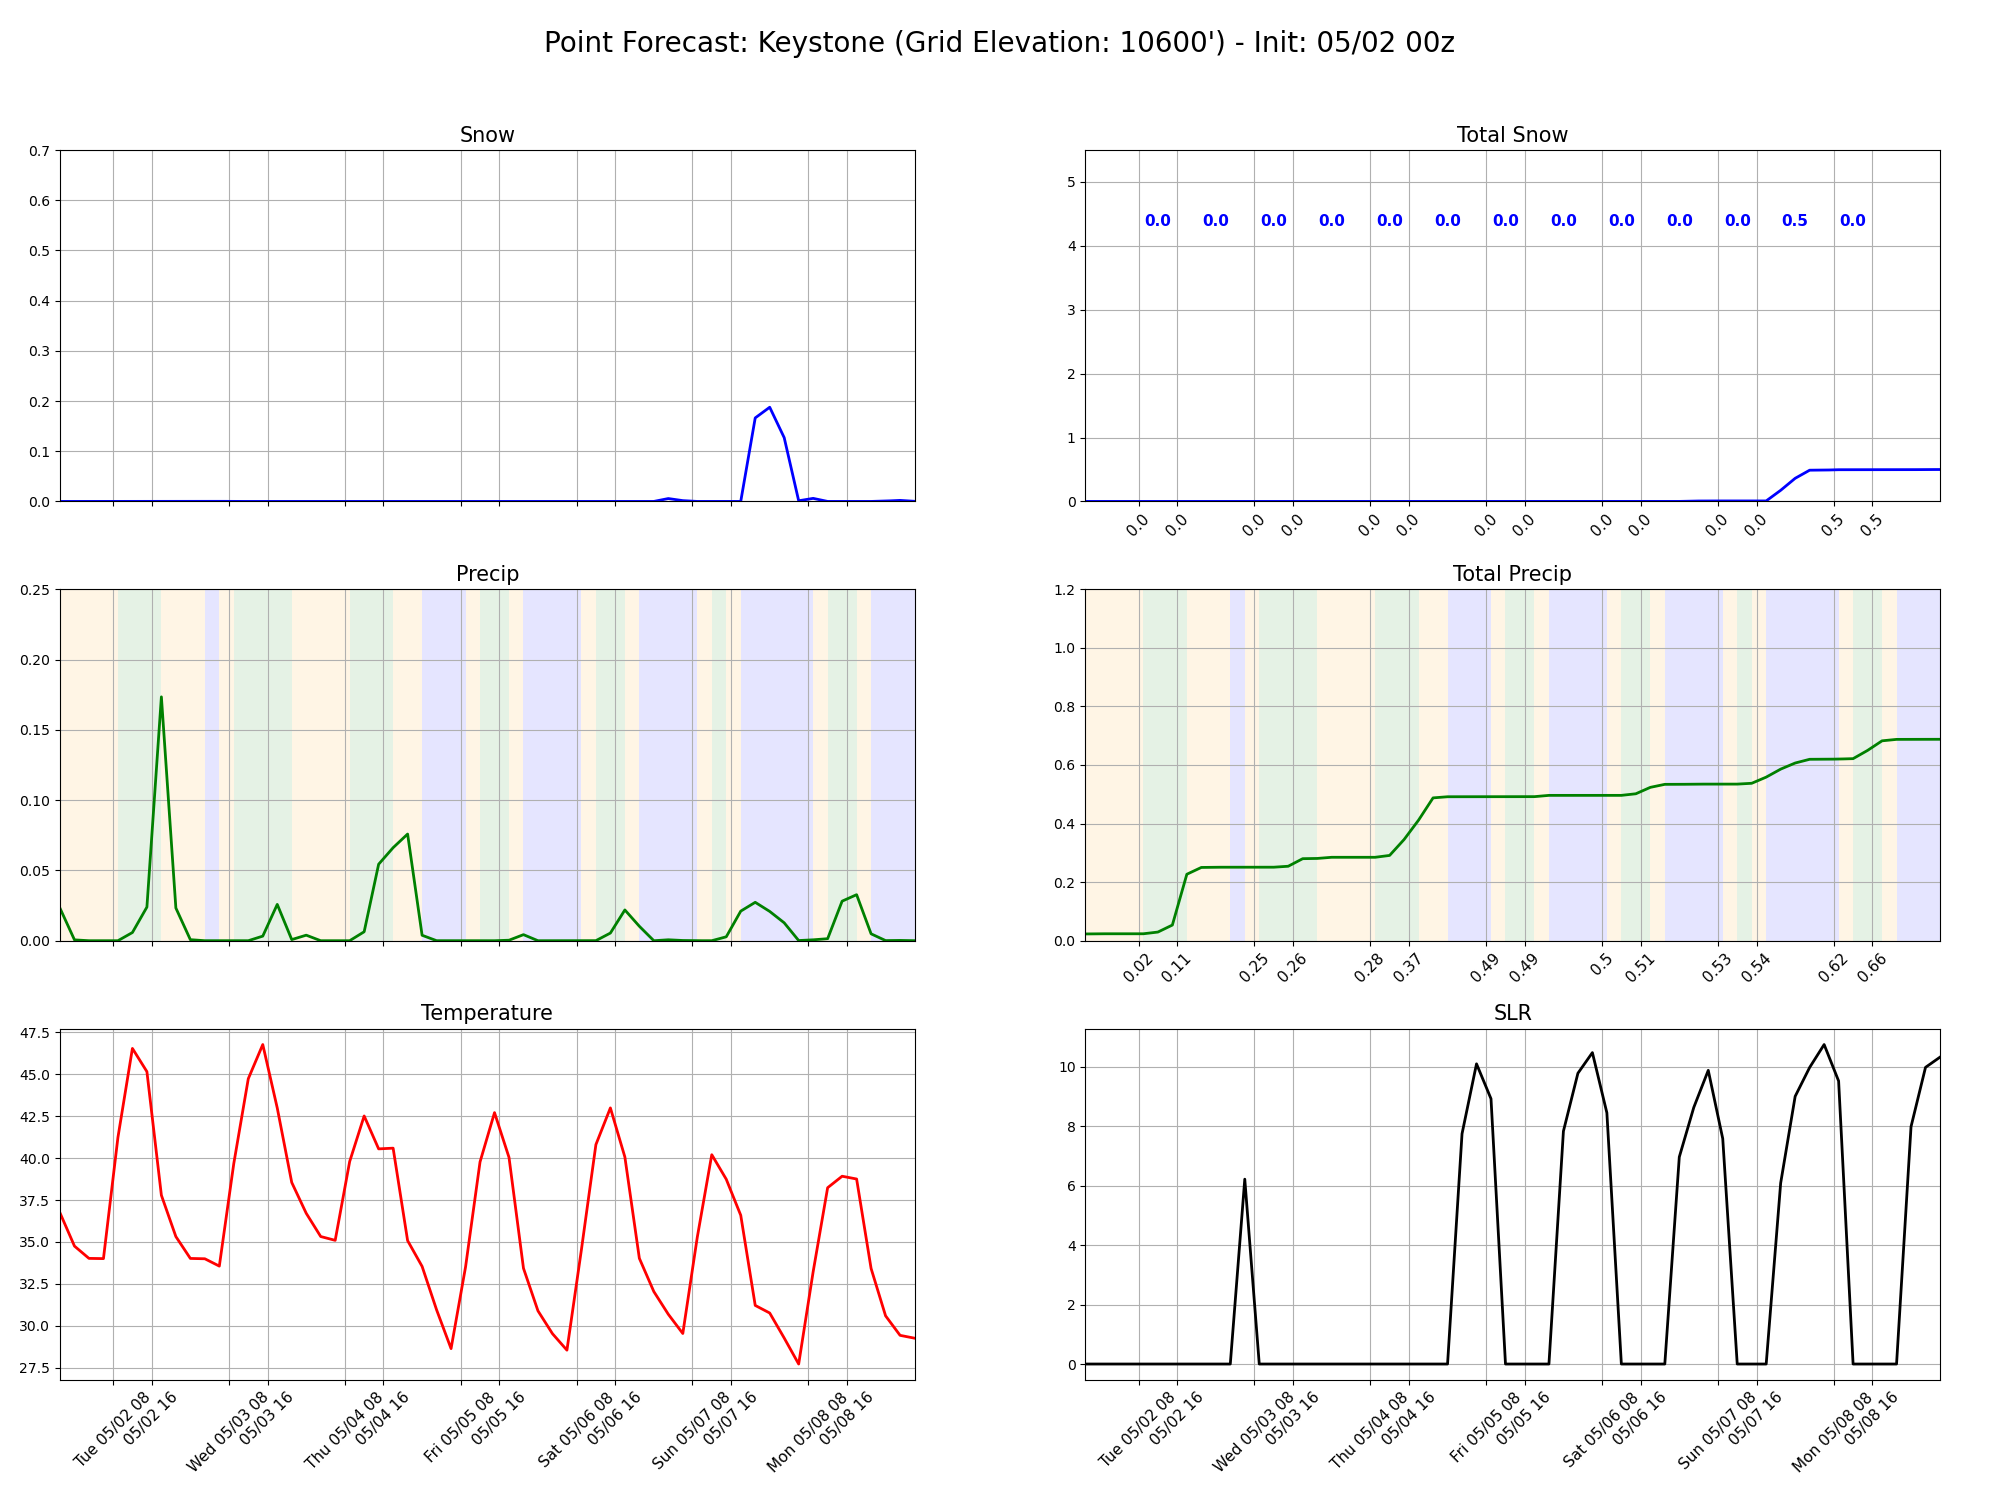 Point Forecast: Keystone (Grid Elevation: 10600') - Init: 05/02 00z
Snow
0.7
0.6
0.5
0.4
0.3
0.2
0.1
0.0
Total Snow
5
4
3
2
1
0
0.0 0.0 0.0 0.0 0.0 0.0 0.0 0.0 0.0 0.0 0.0 0.5 0.0
0.0 0.0 0.0 0.0 0.0 0.0 0.0 0.0 0.0 0.0 0.0 0.0 0.5 0.5
Precip
0.25
0.20
0.15
0.10
0.05
0.00
Total Precip
1.2
1.0
0.8
0.6
0.4
0.2
0.0
0.02 0.11 0.25 0.26 0.28 0.37 0.49 0.49 0.5 0.51 0.53 0.54 0.62 0.66
Temperature
47.5
45.0
42.5
40.0
37.5
35.0
32.5
30.0
27.5
Tue 05/02 08
05/02 16
Wed 05/03 08
05/03 16
Thu 05/04 08
05/04 16
Fri 05/05 08
05/05 16
Sat 05/06 08
05/06 16
Sun 05/07 08
05/07 16
Mon 05/08 08
05/08 16
SLR
10
8
6
4
2
0
Tue 05/02 08
05/02 16
Wed 05/03 08
05/03 16
Thu 05/04 08
05/04 16
Fri 05/05 08
05/05 16
Sat 05/06 08
05/06 16
Sun 05/07 08
05/07 16
Mon 05/08 08
05/08 16